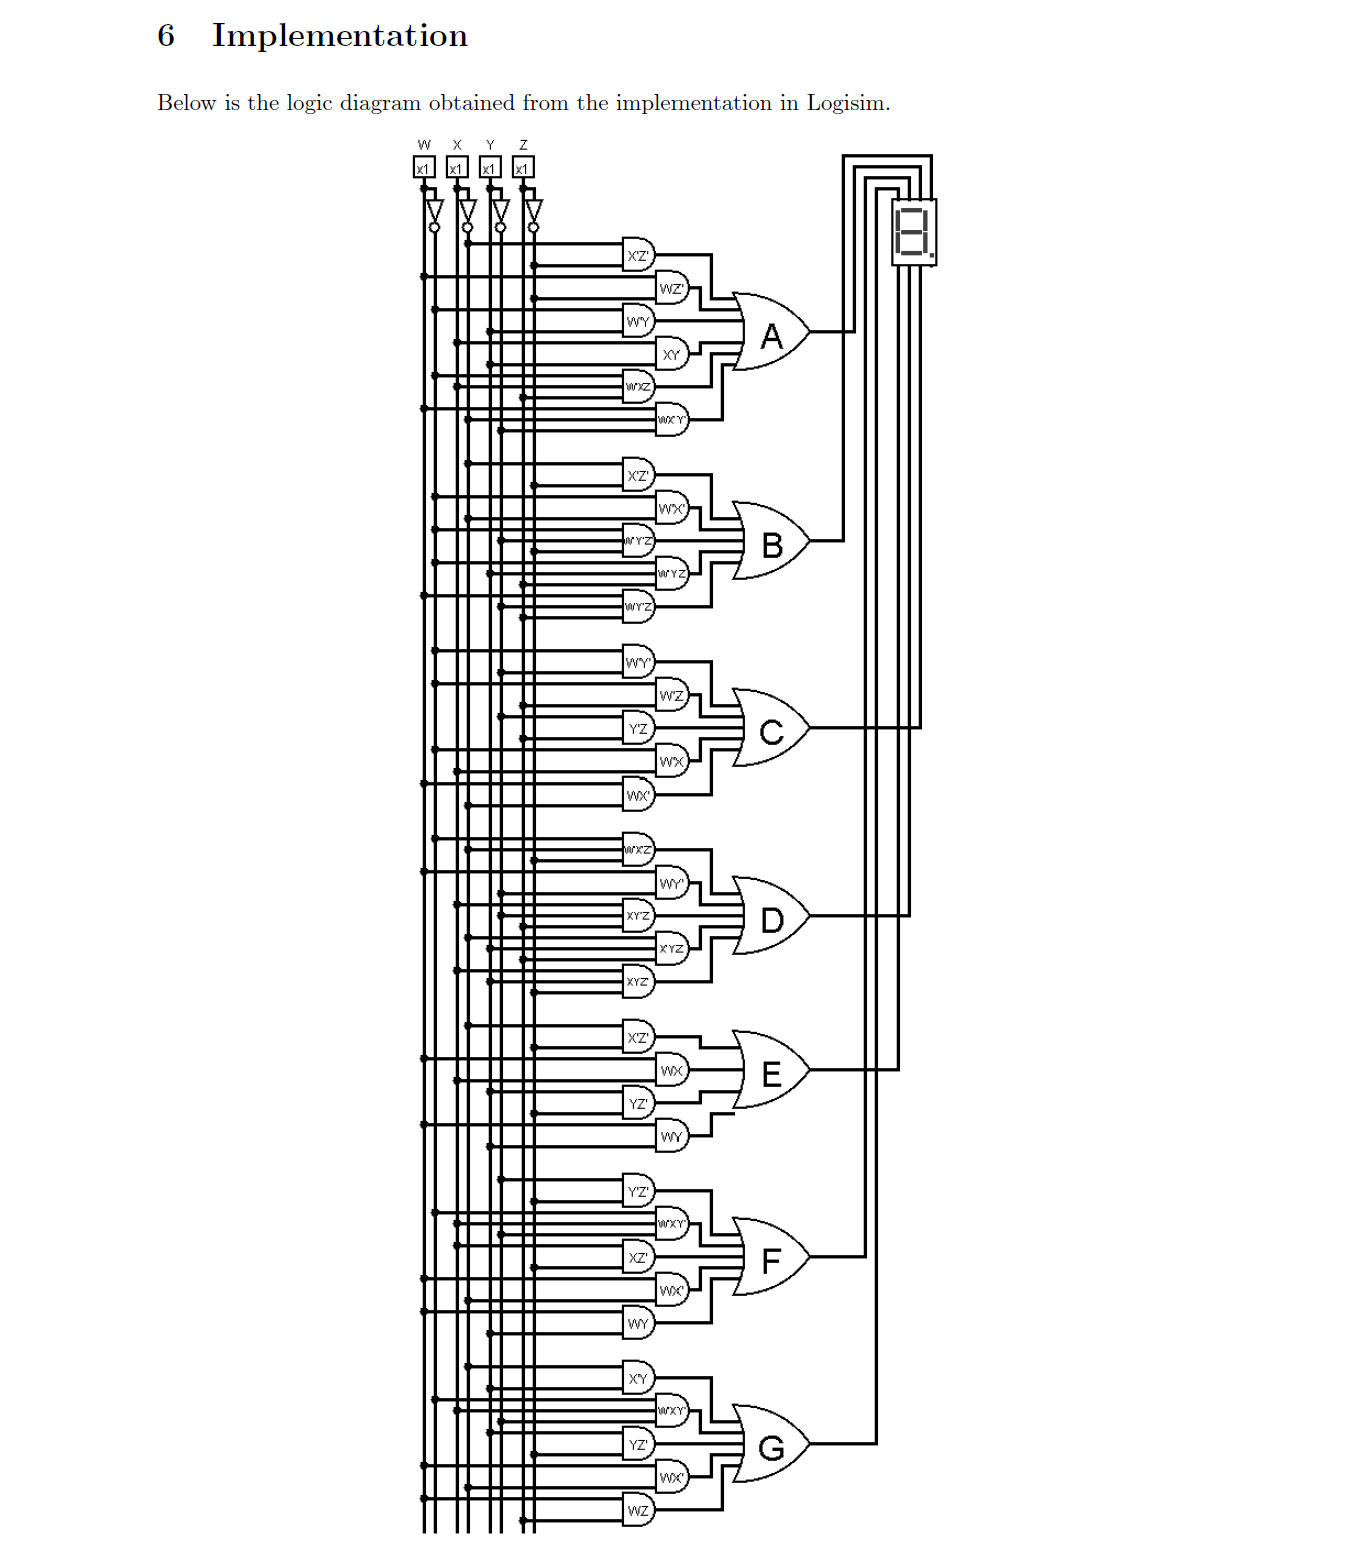 6 Implementation
Below is the logic diagram obtained from the implementation in Logisim.
W X Y Z
x1 x1 x1 x1
X'Z'
WZ'
W'Y
XY
W'XZ
WX'Y'
A
X'Z'
W'X'
W'Y'Z'
W'YZ
WY'Z
B
W'Y'
W'Z
Y'Z
W'X
WX'
C
W'X'Z'
WY'
XY'Z
X'YZ
XYZ'
D
X'Z'
WX
YZ'
WY
E
Y'Z'
W'XY'
XZ'
WX'
WY
F
X'Y
W'XY'
YZ'
WX'
WZ
G